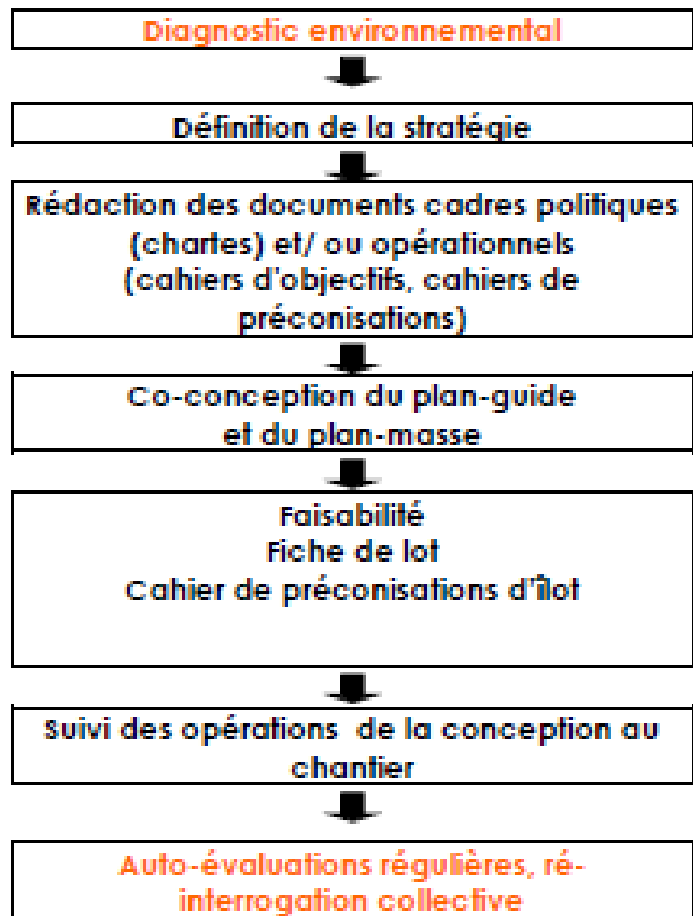 Diagnostic environnemental
Définition de la stratégie
Rédaction des documents cadres politiques
(chartes) et/ ou opérationnels
(cahiers d'objectifs, cahiers de
préconisations)
Co-conception du plan-guide
et du plan-masse
Faisabilité
Fiche de lot
Cahier de préconisations d'îlot
Suivi des opérations de la conception au
chantier
Auto-évaluations régulières, ré-
interrogation collective